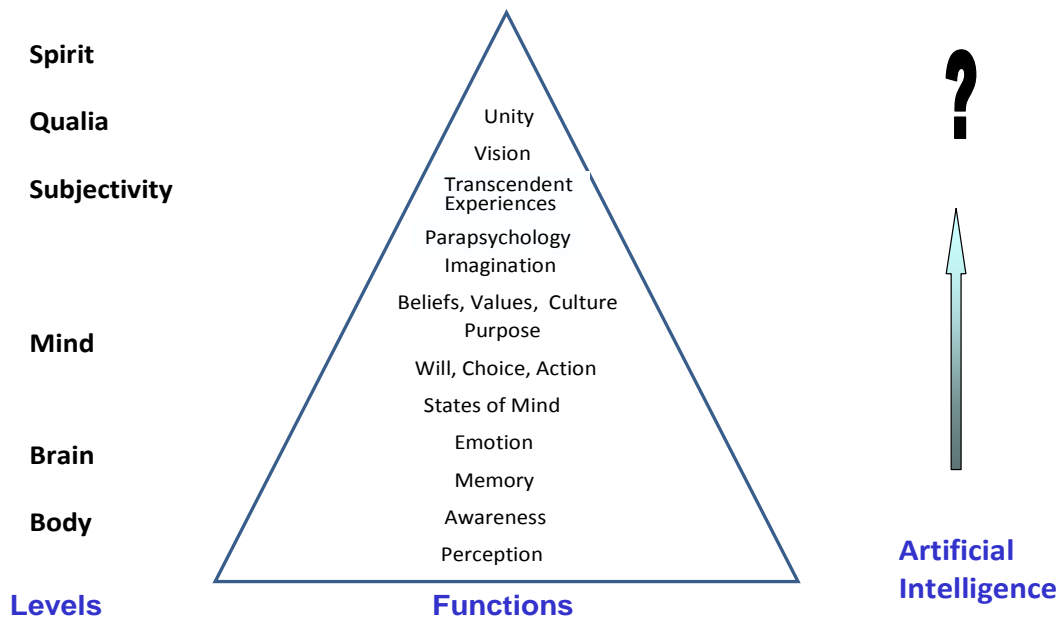 Spirit
Qualia
Subjectivity
Mind
Brain
Body
Levels
Unity
Vision
Transcendent
Experiences
Parapsychology
Imagination
Beliefs, Values, Culture
Purpose
Will, Choice, Action
States of Mind
Emotion
Memory
Awareness
Perception
Functions
?
Artificial
Intelligence